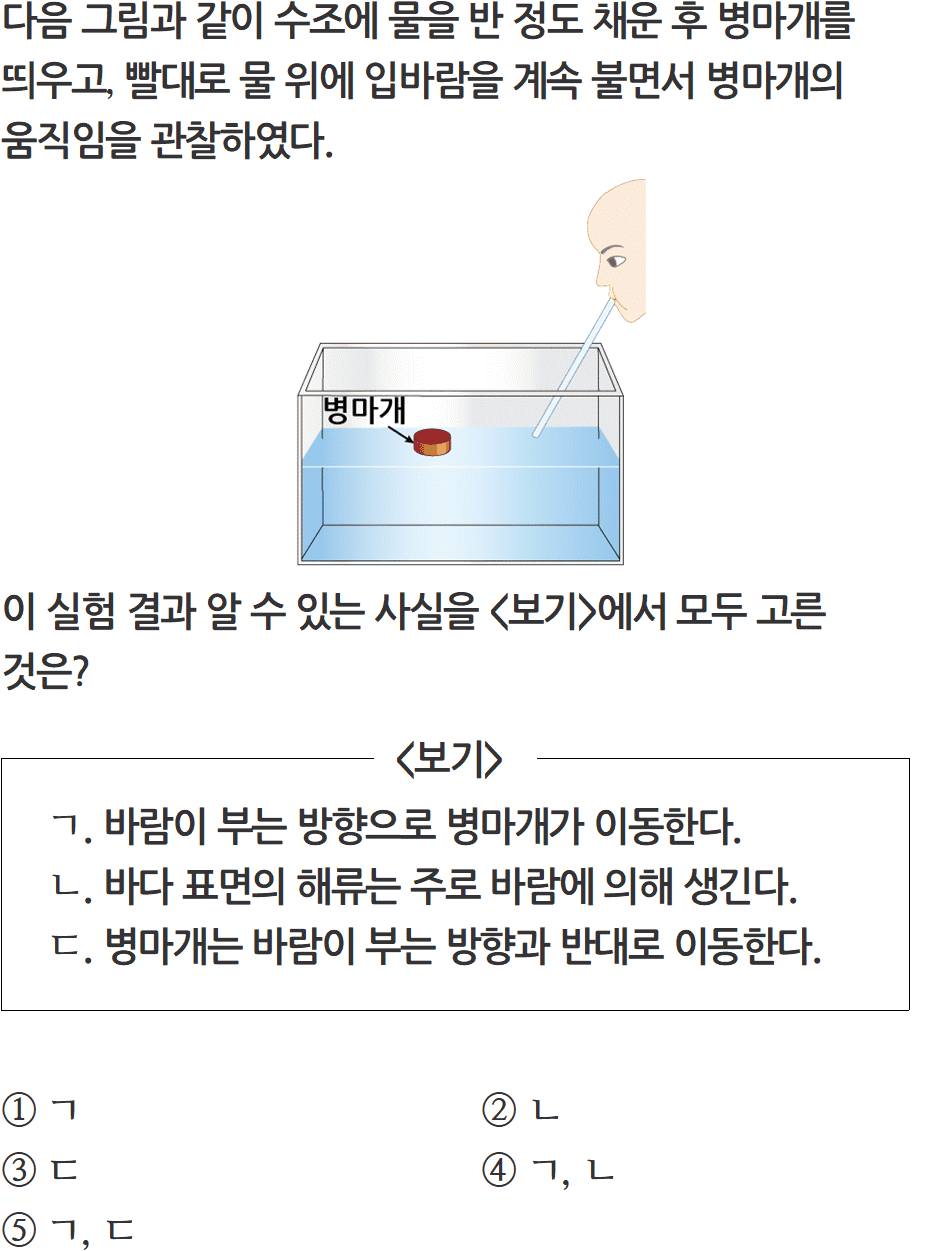 다음 그림과 같이 수조에 물을 반 정도 채운 후 병마개를
띄우고, 빨대로 물 위에 입바람을 계속 불면서 병마개의
움직임을 관찰하였다.
병마개
이 실험 결과 알 수 있는 사실을 <보기>에서 모두 고른
것은?
<보기>
ㄱ. 바람이 부는 방향으로 병마개가 이동한다.
ㄴ. 바다 표면의 해류는 주로 바람에 의해 생긴다.
ㄷ. 병마개는 바람이 부는 방향과 반대로 이동한다.
① ㄱ ② ㄴ
③ ㄷ ④ ㄱ, ㄴ
⑤ ㄱ, ㄷ